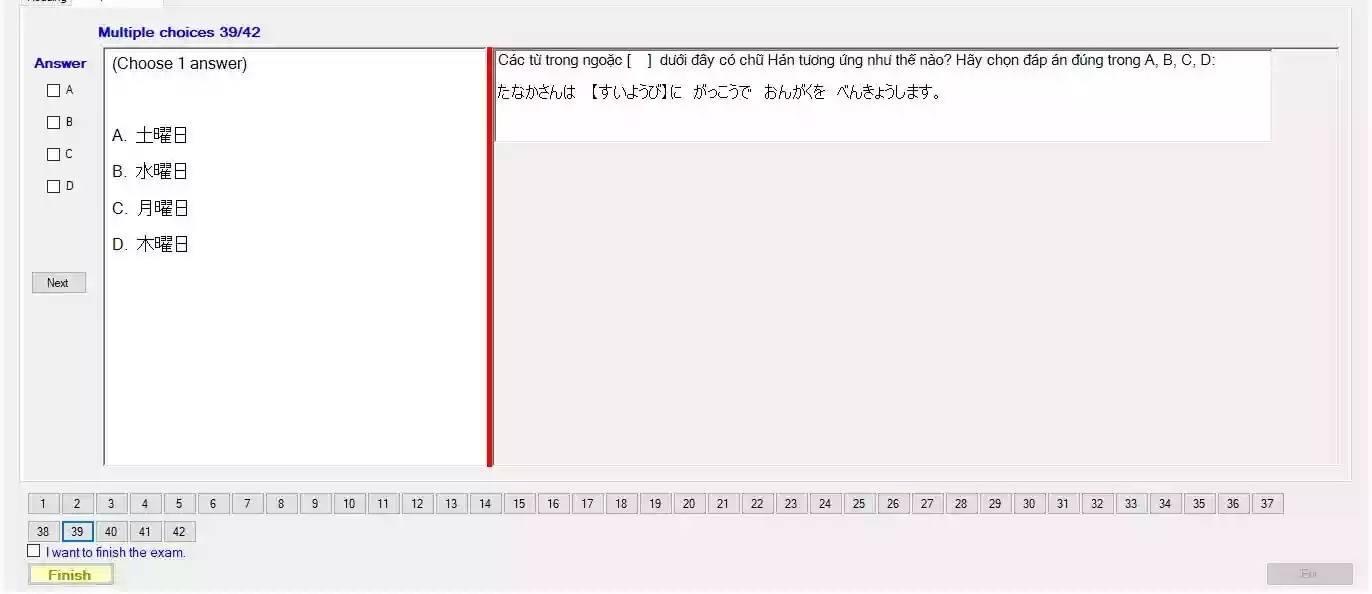 Multiple choices 39/42
Answer
A
B
C
D
Next
(Choose 1 answer)
A. 土曜日
B. 水曜日
C. 月曜日
D. 木曜日
Các từ trong ngoặc [ ] dưới đây có chữ Hán tương ứng như thế nào? Hãy chọn đáp án đúng trong A, B, C, D:
たなかさんは 【すいようび】に がっこうで おんがくを べんきょうします。
1 2 3 4 5 6 7 8 9 10 11 12 13 14 15 16 17 18 19 20 21 22 23 24 25 26 27 28 29 30 31 32 33 34 35 36 37
38 39 40 41 42
I want to finish the exam.
Finish